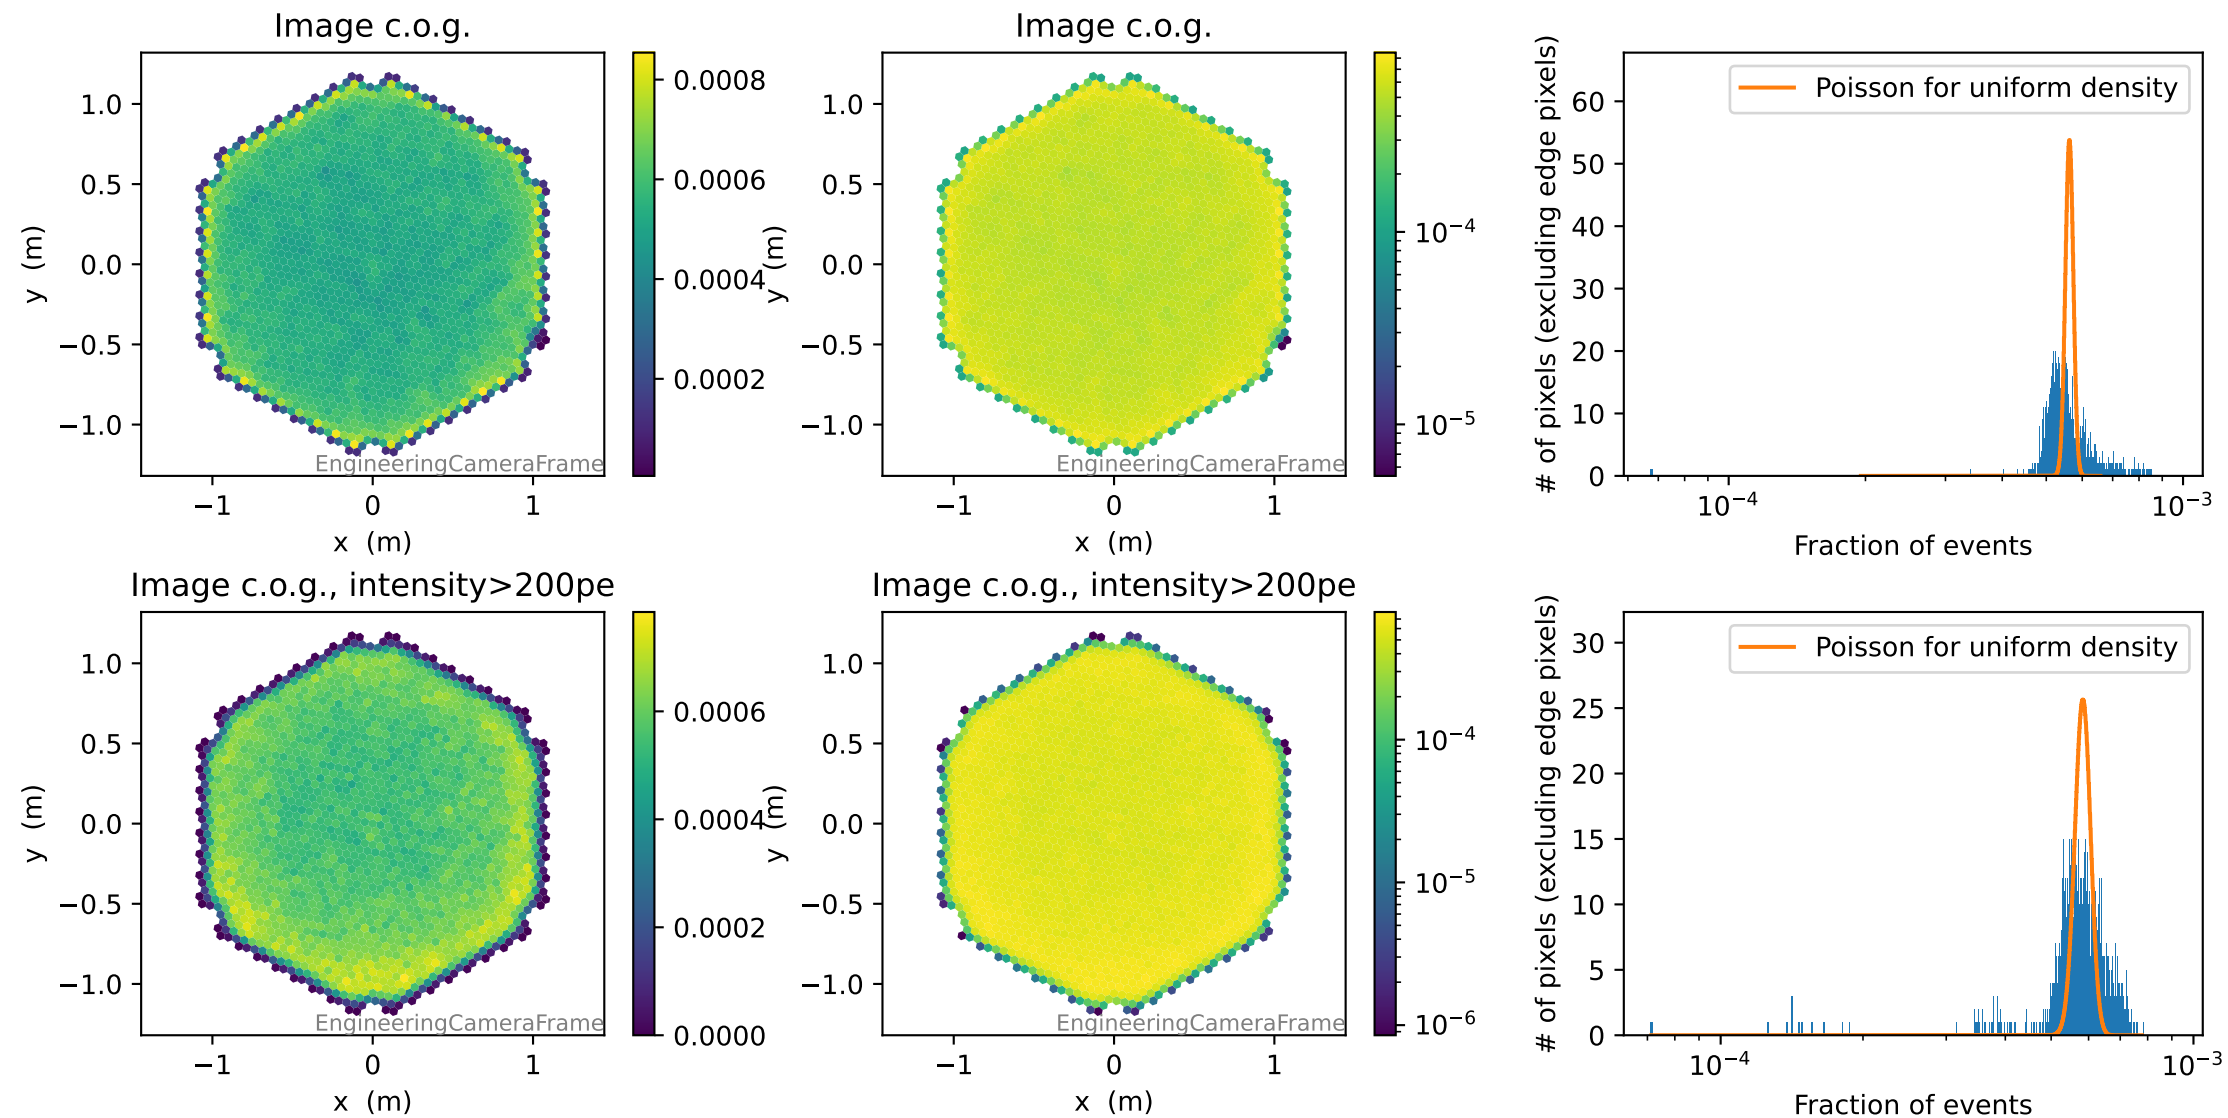 Image c.o.g.
1.0
0.5
0.0
−0.5
−1.0
y (m)
−1
0
1
x (m)
EngineeringCameraFrame
0.0008
0.0006
0.0004
0.0002
Image c.o.g.
1.0
0.5
0.0
−0.5
−1.0
y (m)
−1
0
1
x (m)
EngineeringCameraFrame
10⁻⁴
10⁻⁵
# of pixels (excluding edge pixels)
60
50
40
30
20
10
0
Poisson for uniform density
10⁻⁴
10⁻³
Fraction of events
Image c.o.g., intensity>200pe
1.0
0.5
0.0
−0.5
−1.0
y (m)
−1
0
1
x (m)
EngineeringCameraFrame
0.0006
0.0004
0.0002
0.0000
Image c.o.g., intensity>200pe
1.0
0.5
0.0
−0.5
−1.0
y (m)
−1
0
1
x (m)
EngineeringCameraFrame
10⁻⁴
10⁻⁵
10⁻⁶
# of pixels (excluding edge pixels)
30
25
20
15
10
5
0
Poisson for uniform density
10⁻⁴
10⁻³
Fraction of events